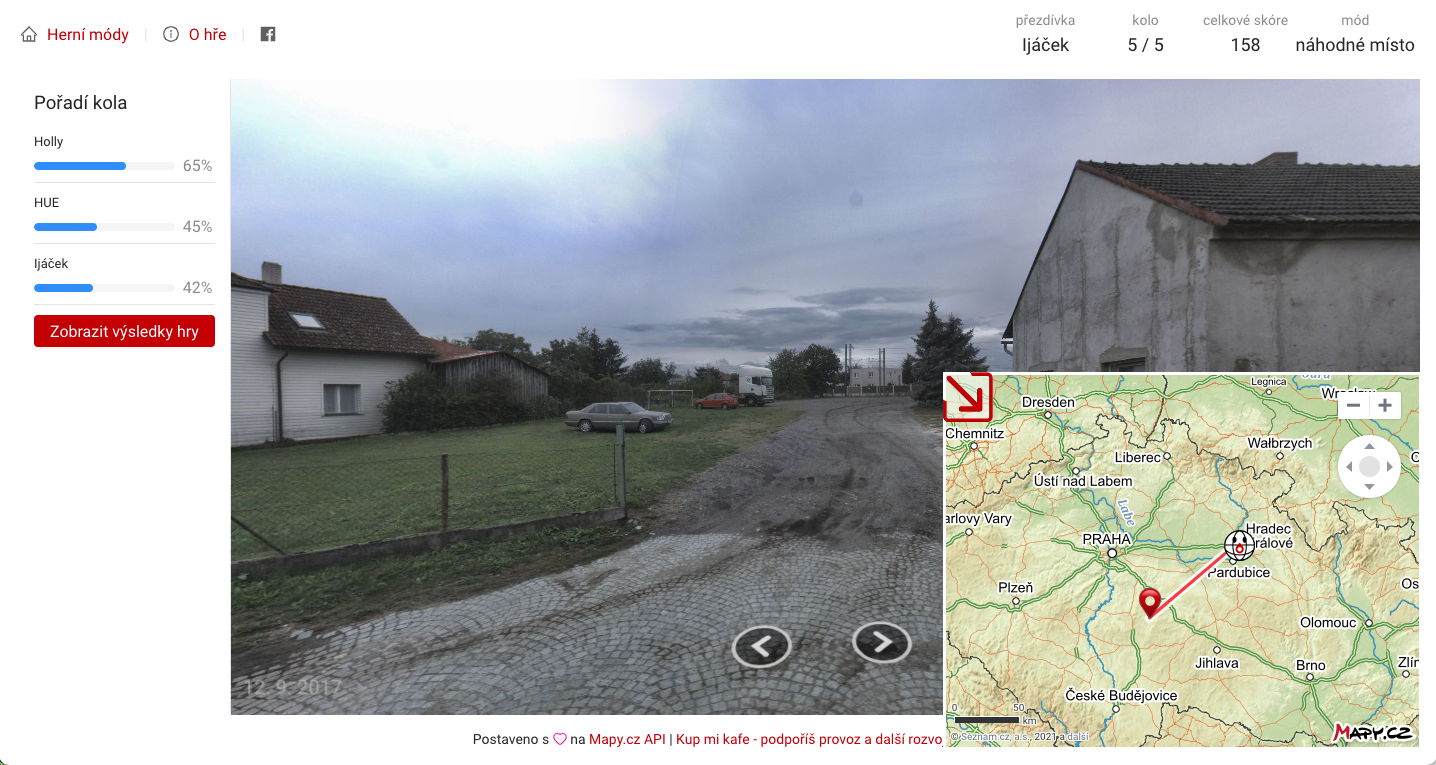 Herní módy
O hře
přezdívka
kolo
celkové skóre
mód
Ijáček
5 / 5
158
náhodné místo
Pořadí kola
Holly
65%
HUE
45%
Ijáček
42%
Zobrazit výsledky hry
12. 9. 2017
Legnica
Dresden
Chemnitz
Wałbrzych
Liberec
Ústí nad Labem
Labe
arlovy Vary
PRAHA
Hradec
rálové
Pardubice
Plzeň
Os
Olomouc
Jihlava
Brno
Zlín
České Budějovice
0
50
km
© Seznam.cz, a.s., 2021 a další
MAPY.CZ
Postaveno s
na Mapy.cz API | Kup mi kafe - podpoříš provoz a další rozvo